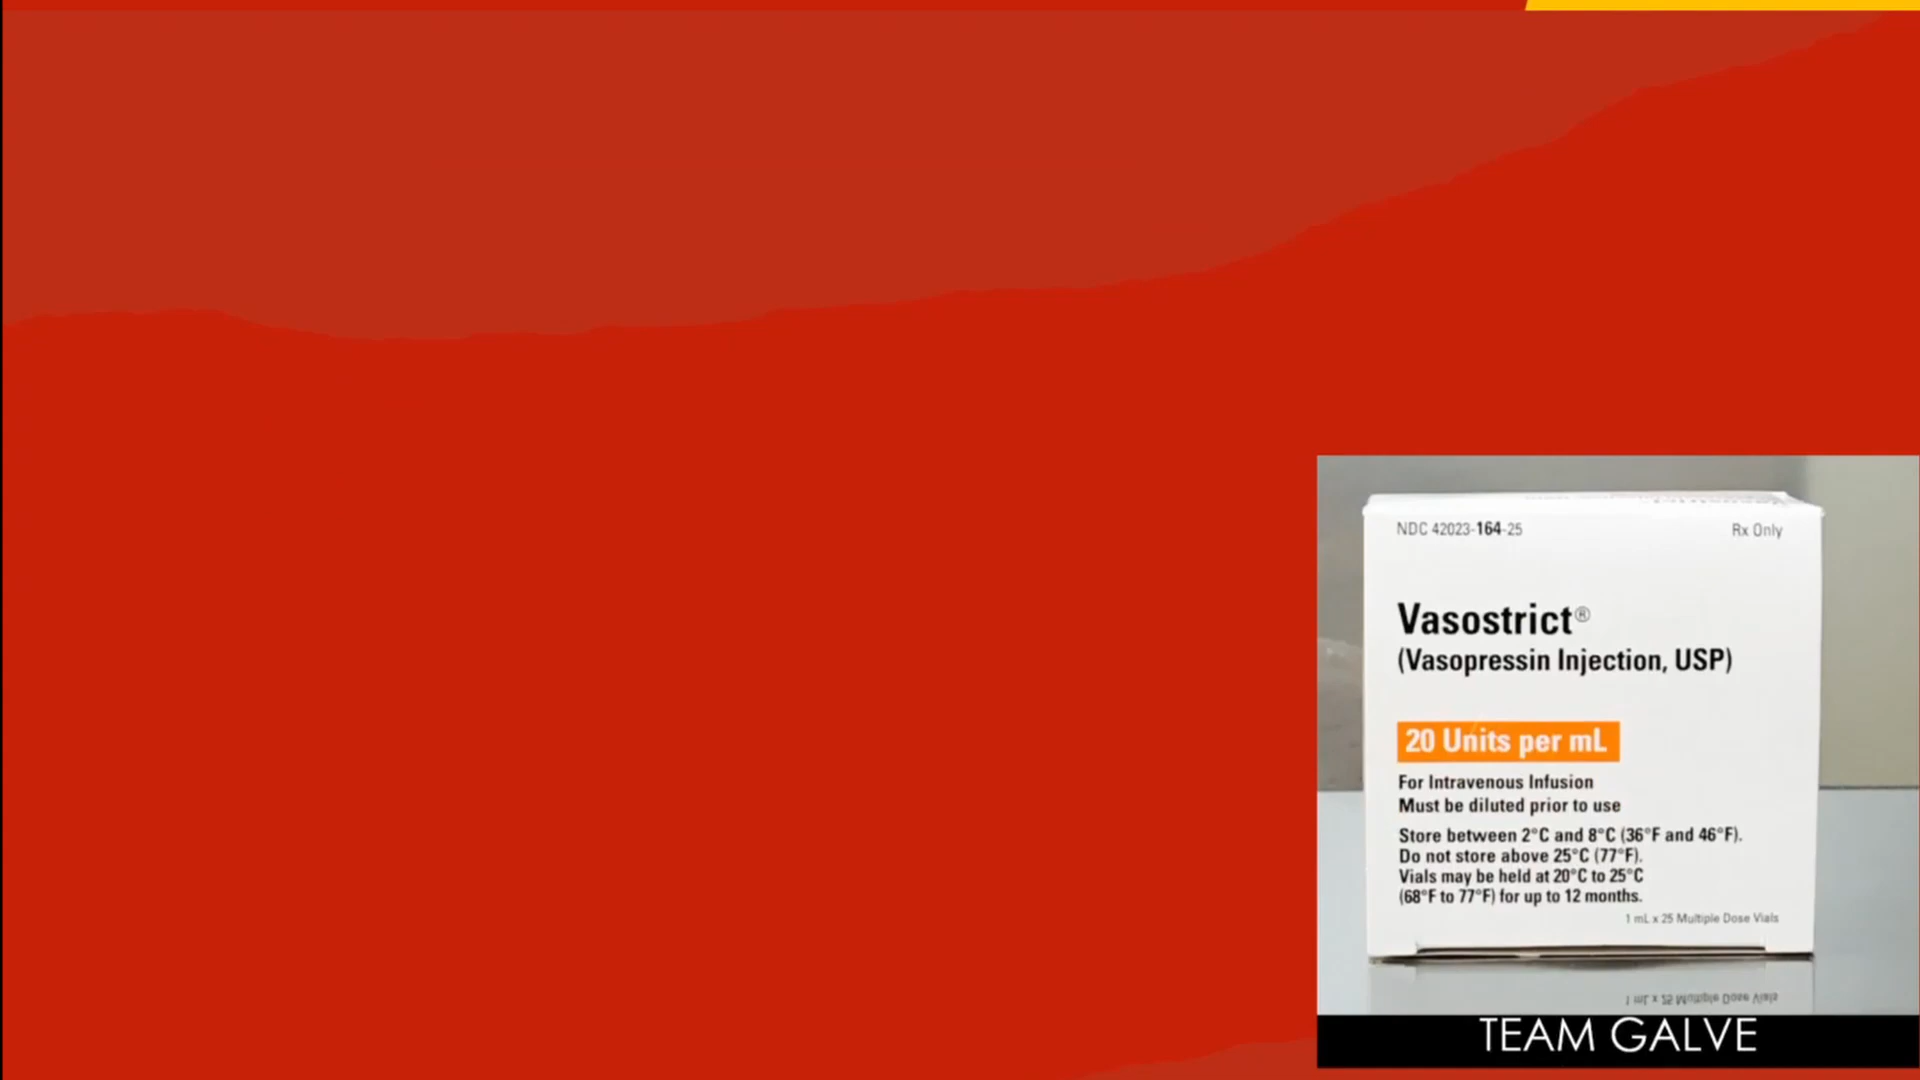 NDC 42023-164-25
Rx Only
Vasostrict®
(Vasopressin Injection, USP)
20 Units per mL
For Intravenous Infusion
Must be diluted prior to use
Store between 2°C and 8°C (36°F and 46°F).
Do not store above 25°C (77°F).
Vials may be held at 20°C to 25°C
(68°F to 77°F) for up to 12 months.
1 mL x 25 Multiple Dose Vials
TEAM GALVE